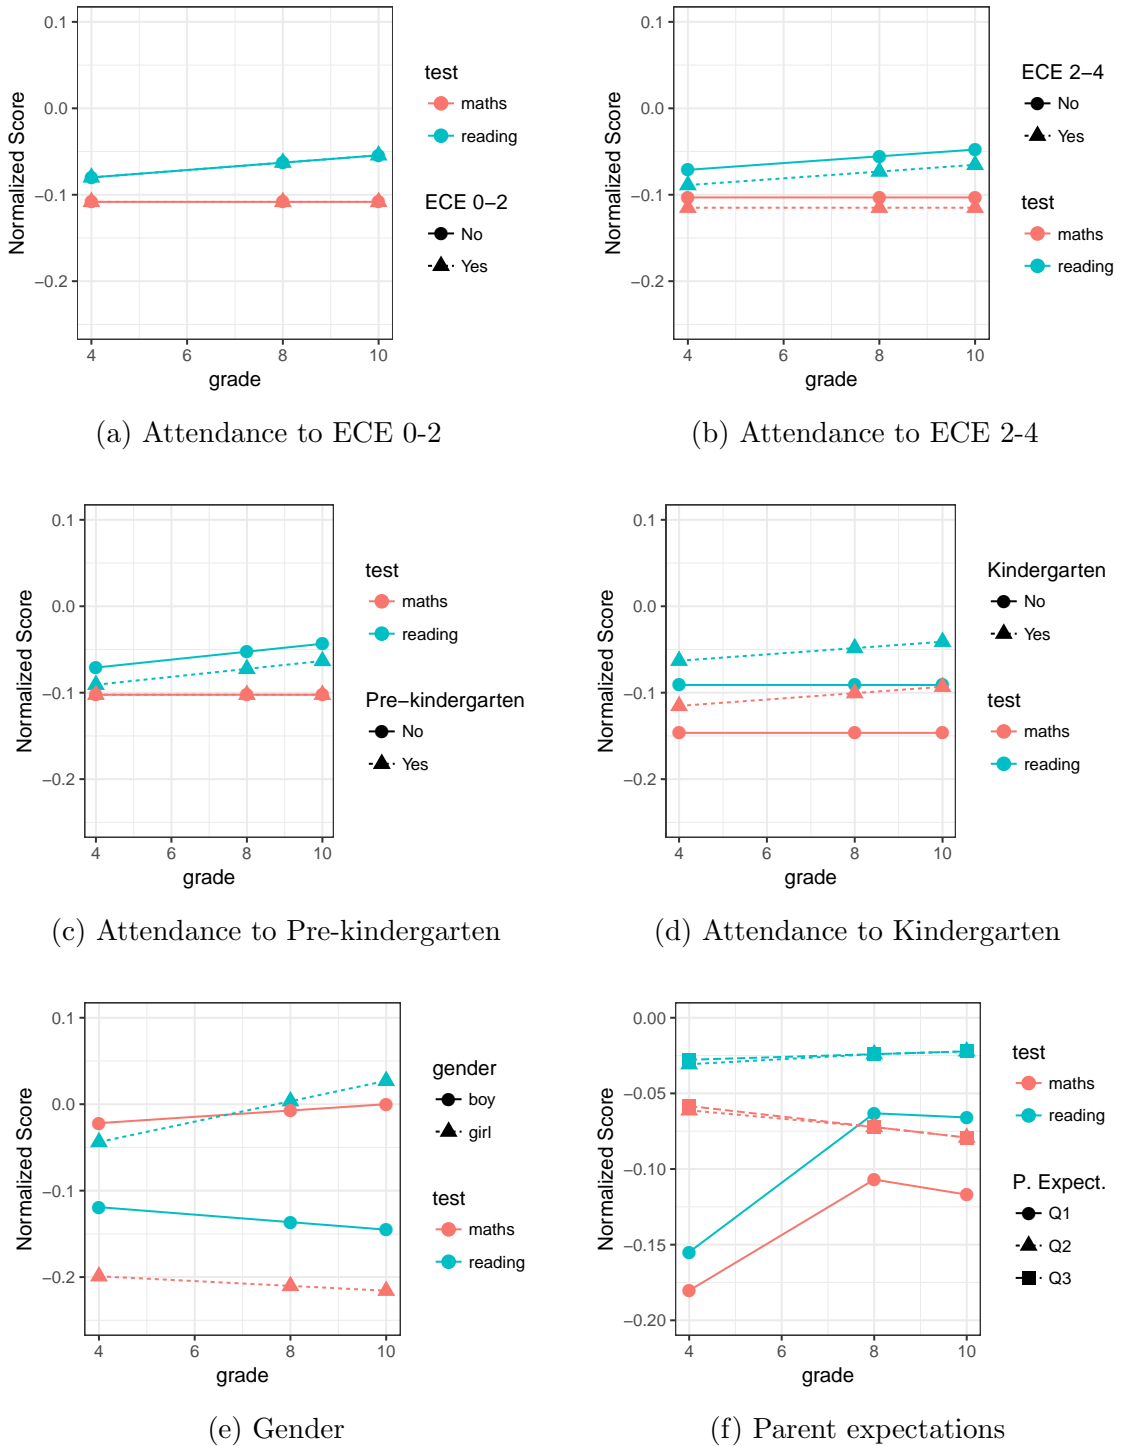 0.1
0.0
−0.1
−0.2
Normalized Score
4 6 8 10
grade
test
maths
reading
ECE 0−2
No
Yes
(a) Attendance to ECE 0-2
0.1
0.0
−0.1
−0.2
Normalized Score
4 6 8 10
grade
ECE 2−4
No
Yes
test
maths
reading
(b) Attendance to ECE 2-4
0.1
0.0
−0.1
−0.2
Normalized Score
4 6 8 10
grade
test
maths
reading
Pre−kindergarten
No
Yes
(c) Attendance to Pre-kindergarten
0.1
0.0
−0.1
−0.2
Normalized Score
4 6 8 10
grade
Kindergarten
No
Yes
test
maths
reading
(d) Attendance to Kindergarten
0.1
0.0
−0.1
−0.2
Normalized Score
4 6 8 10
grade
gender
boy
girl
test
maths
reading
(e) Gender
0.00
−0.05
−0.10
−0.15
−0.20
Normalized Score
4 6 8 10
grade
test
maths
reading
P. Expect.
Q1
Q2
Q3
(f) Parent expectations